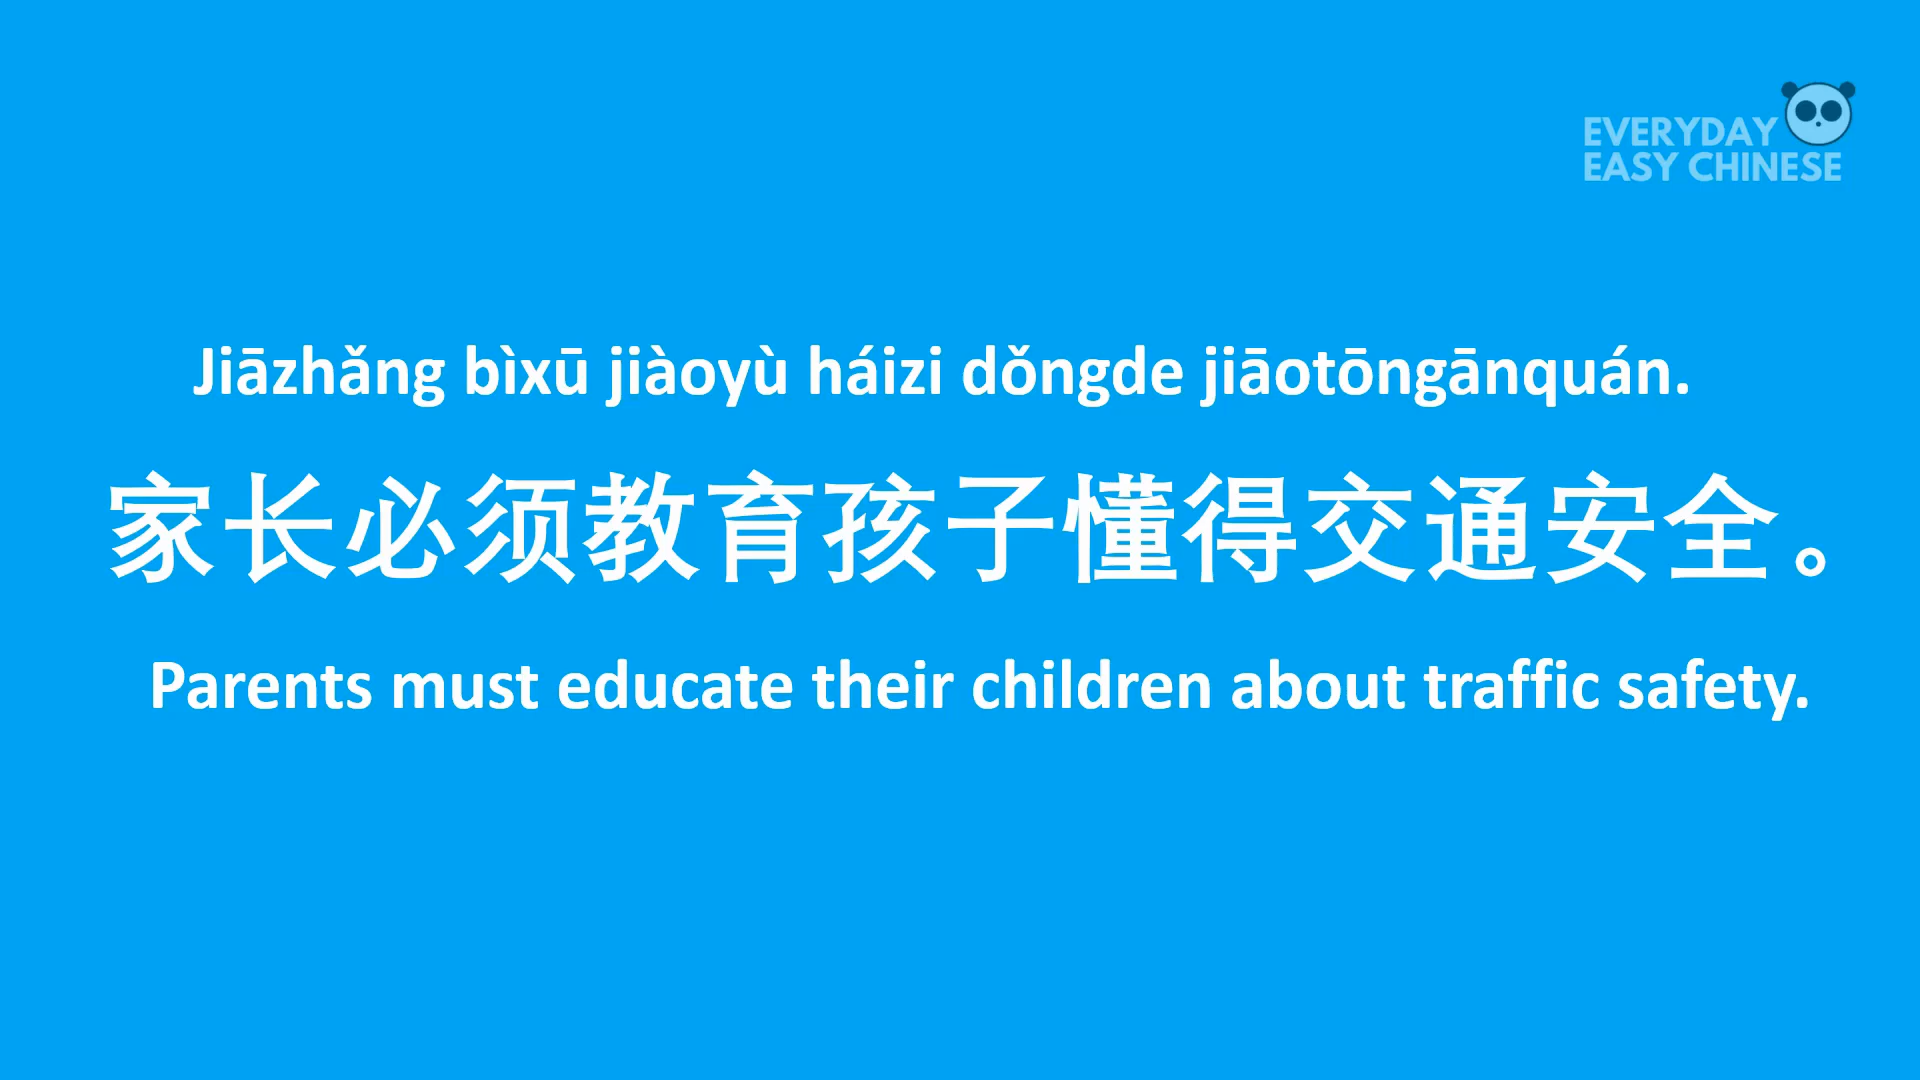 EVERYDAY
EASY CHINESE
Jiāzhǎng bìxū jiàoyù háizi dǒngde jiāotōngānquán.
家长必须教育孩子懂得交通安全。
Parents must educate their children about traffic safety.